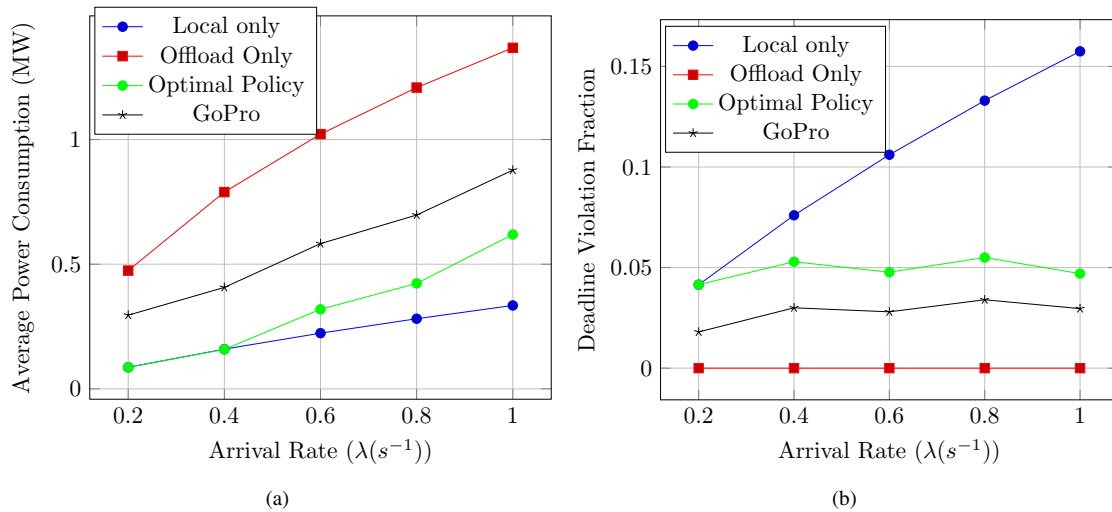 Average Power Consumption (MW)
Local only
Offload Only
Optimal Policy
GoPro
1
0.5
0
0.2 0.4 0.6 0.8 1
Arrival Rate (λ(s⁻¹))
(a)
Deadline Violation Fraction
Local only
Offload Only
Optimal Policy
GoPro
0.15
0.1
0.05
0
0.2 0.4 0.6 0.8 1
Arrival Rate (λ(s⁻¹))
(b)